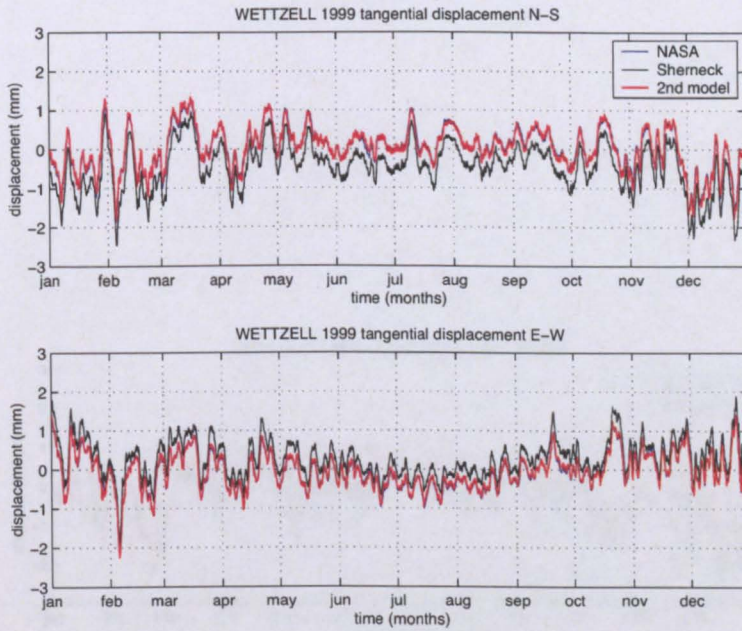 WETTZELL 1999 tangential displacement N-S
3
2
1
0
-1
-2
-3
displacement (mm)
NASA
Sherneck
2nd model
jan feb mar apr may jun jul aug sep oct nov dec
time (months)
WETTZELL 1999 tangential displacement E-W
3
2
1
0
-1
-2
-3
displacement (mm)
jan feb mar apr may jun jul aug sep oct nov dec
time (months)